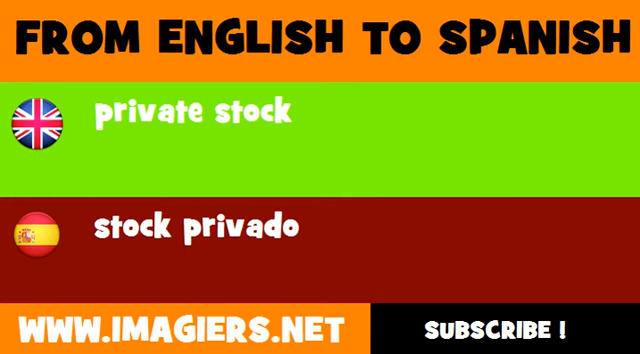 FROM ENGLISH TO SPANISH
private stock
stock privado
WWW.IMAGIERS.NET
SUBSCRIBE !